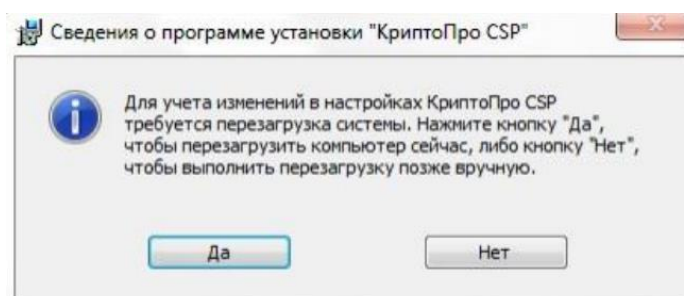 Сведения о программе установки "КриптоПро CSP"
Для учета изменений в настройках КриптоПро CSP
требуется перезагрузка системы. Нажмите кнопку "Да",
чтобы перезагрузить компьютер сейчас, либо кнопку "Нет",
чтобы выполнить перезагрузку позже вручную.
Да
Нет